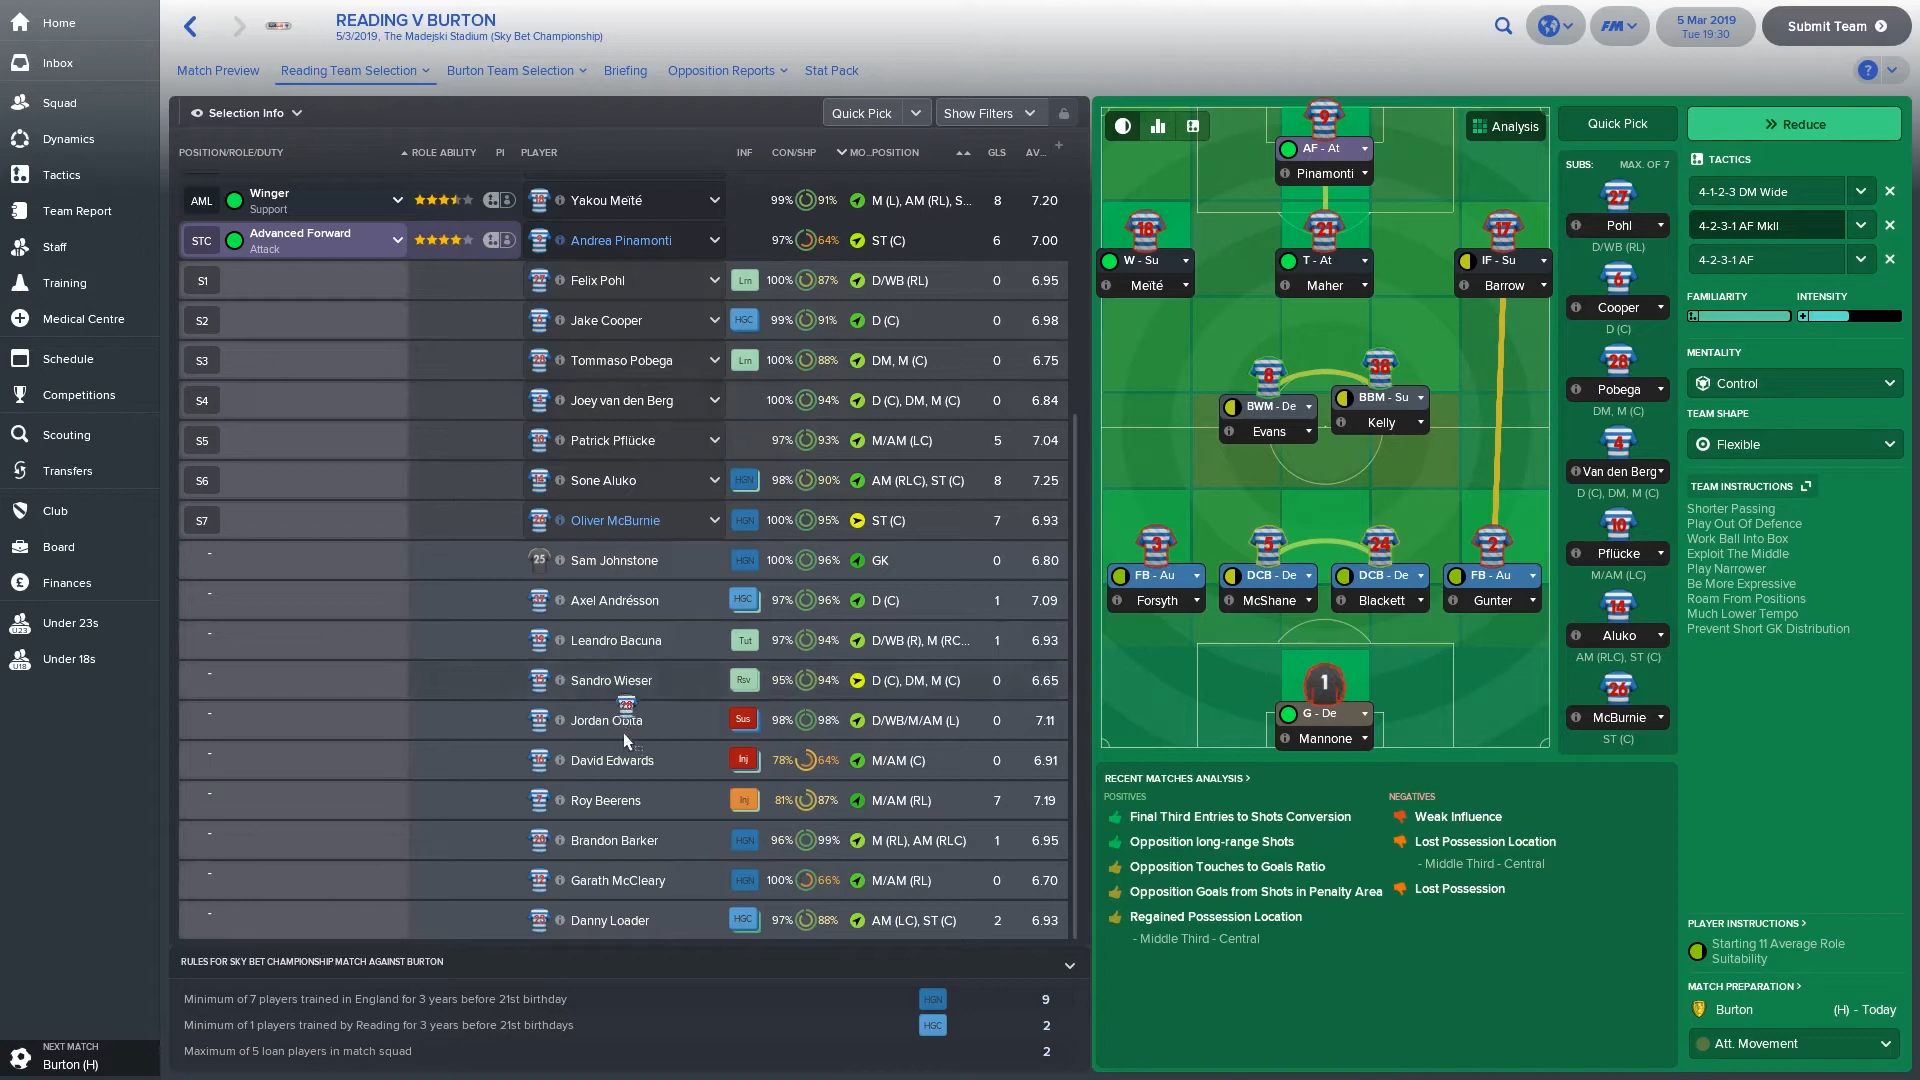 Home
Inbox
Squad
Dynamics
Tactics
Team Report
Staff
Training
Medical Centre
Schedule
Competitions
Scouting
Transfers
Club
Board
Finances
Under 23s
Under 18s
NEXT MATCH
Burton (H)
READING V BURTON
5/3/2019, The Madejski Stadium (Sky Bet Championship)
FM
5 Mar 2019
Tue 19:30
Submit Team
Match Preview
Reading Team Selection
Burton Team Selection
Briefing
Opposition Reports
Stat Pack
?
Selection Info
Quick Pick
Show Filters
POSITION/ROLE/DUTY ROLE ABILITY PI PLAYER INF CON/SHP MO... POSITION GLS AV... +
AML Winger Support Yakou Meïté 99% 91% M (L), AM (RL), S... 8 7.20
STC Advanced Forward Attack Andrea Pinamonti 97% 64% ST (C) 6 7.00
S1 Felix Pohl Lrn 100% 87% D/WB (RL) 0 6.95
S2 Jake Cooper HGC 99% 91% D (C) 0 6.98
S3 Tommaso Pobega Lrn 100% 88% DM, M (C) 0 6.75
S4 Joey van den Berg 100% 94% D (C), DM, M (C) 0 6.84
S5 Patrick Pflücke 97% 93% M/AM (LC) 5 7.04
S6 Sone Aluko HGN 98% 90% AM (RLC), ST (C) 8 7.25
S7 Oliver McBurnie HGN 100% 95% ST (C) 7 6.93
- 25 Sam Johnstone HGN 100% 96% GK 0 6.80
- Axel Andrésson HGC 97% 96% D (C) 1 7.09
- Leandro Bacuna Tut 97% 94% D/WB (R), M (RC... 1 6.93
- Sandro Wieser Rsv 95% 94% D (C), DM, M (C) 0 6.65
- Jordan Obita Sus 98% 98% D/WB/M/AM (L) 0 7.11
- David Edwards Inj 78% 64% M/AM (C) 0 6.91
- Roy Beerens Inj 81% 87% M/AM (RL) 7 7.19
- Brandon Barker HGN 96% 99% M (RL), AM (RLC) 1 6.95
- Garath McCleary HGN 100% 66% M/AM (RL) 0 6.70
- Danny Loader HGC 97% 88% AM (LC), ST (C) 2 6.93
RULES FOR SKY BET CHAMPIONSHIP MATCH AGAINST BURTON
Minimum of 7 players trained in England for 3 years before 21st birthday HGN 9
Minimum of 1 players trained by Reading for 3 years before 21st birthdays HGC 2
Maximum of 5 loan players in match squad 2
Analysis
9
AF - At
Pinamonti
18
W - Su
Meïté
21
T - At
Maher
17
IF - Su
Barrow
8
BWM - De
Evans
38
BBM - Su
Kelly
3
FB - Au
Forsyth
5
DCB - De
McShane
24
DCB - De
Blackett
2
FB - Au
Gunter
1
G - De
Mannone
Quick Pick
SUBS: MAX. OF 7
27
Pohl
D/WB (RL)
6
Cooper
D (C)
28
Pobega
DM, M (C)
4
Van den Berg
D (C), DM, M (C)
10
Pflücke
M/AM (LC)
14
Aluko
AM (RLC), ST (C)
26
McBurnie
ST (C)
Reduce
TACTICS
4-1-2-3 DM Wide
4-2-3-1 AF MkII
4-2-3-1 AF
FAMILIARITY INTENSITY
MENTALITY
Control
TEAM SHAPE
Flexible
TEAM INSTRUCTIONS
Shorter Passing
Play Out Of Defence
Work Ball Into Box
Exploit The Middle
Play Narrower
Be More Expressive
Roam From Positions
Much Lower Tempo
Prevent Short GK Distribution
PLAYER INSTRUCTIONS >
Starting 11 Average Role
Suitability
MATCH PREPARATION >
Burton (H) - Today
Att. Movement
RECENT MATCHES ANALYSIS >
POSITIVES
Final Third Entries to Shots Conversion
Opposition long-range Shots
Opposition Touches to Goals Ratio
Opposition Goals from Shots in Penalty Area
Regained Possession Location
- Middle Third - Central
NEGATIVES
Weak Influence
Lost Possession Location
- Middle Third - Central
Lost Possession